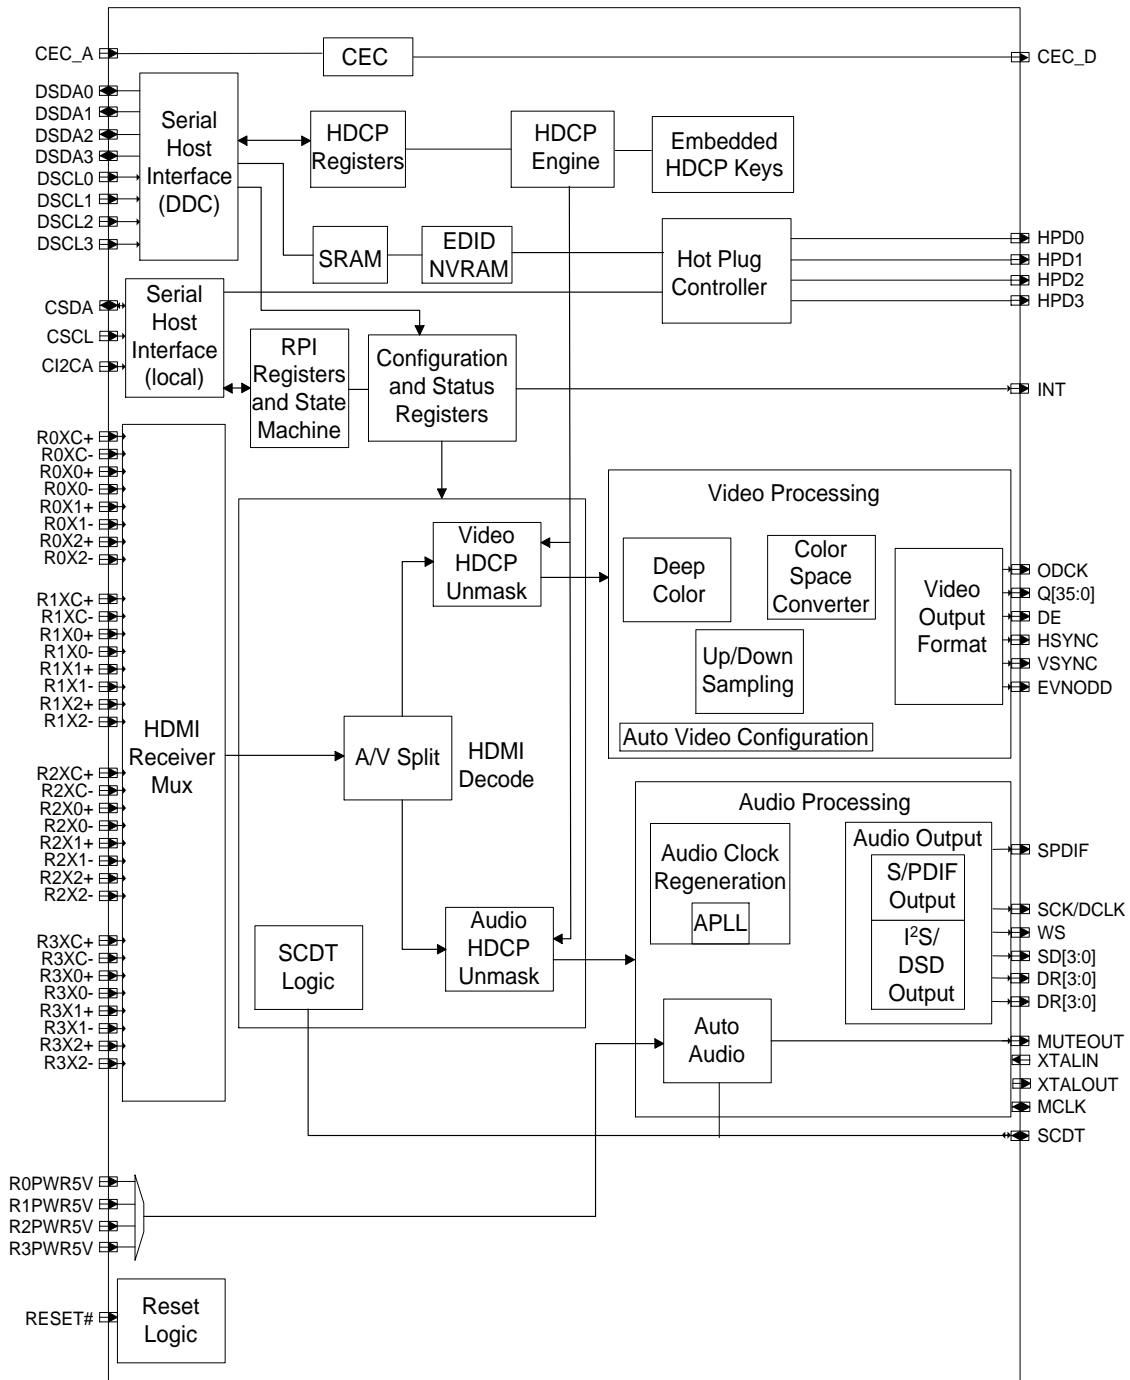 CEC_A
CEC
CEC_D
DSDA0
DSDA1
DSDA2
DSDA3
DSCL0
DSCL1
DSCL2
DSCL3
Serial
Host
Interface
(DDC)
HDCP
Registers
HDCP
Engine
Embedded
HDCP Keys
SRAM
EDID
NVRAM
Hot Plug
Controller
HPD0
HPD1
HPD2
HPD3
CSDA
CSCL
CI2CA
Serial
Host
Interface
(local)
RPI
Registers
and State
Machine
Configuration
and Status
Registers
INT
R0XC+
R0XC-
R0X0+
R0X0-
R0X1+
R0X1-
R0X2+
R0X2-
R1XC+
R1XC-
R1X0+
R1X0-
R1X1+
R1X1-
R1X2+
R1X2-
R2XC+
R2XC-
R2X0+
R2X0-
R2X1+
R2X1-
R2X2+
R2X2-
R3XC+
R3XC-
R3X0+
R3X0-
R3X1+
R3X1-
R3X2+
R3X2-
HDMI
Receiver
Mux
Video
HDCP
Unmask
A/V Split
HDMI
Decode
Audio
HDCP
Unmask
SCDT
Logic
Video Processing
Deep
Color
Color
Space
Converter
Up/Down
Sampling
Auto Video Configuration
Video
Output
Format
ODCK
Q[35:0]
DE
HSYNC
VSYNC
EVNODD
Audio Processing
Audio Clock
Regeneration
APLL
Audio Output
S/PDIF
Output
I²S/
DSD
Output
Auto
Audio
SPDIF
SCK/DCLK
WS
SD[3:0]
DR[3:0]
DR[3:0]
MUTEOUT
XTALIN
XTALOUT
MCLK
SCDT
R0PWR5V
R1PWR5V
R2PWR5V
R3PWR5V
RESET#
Reset
Logic